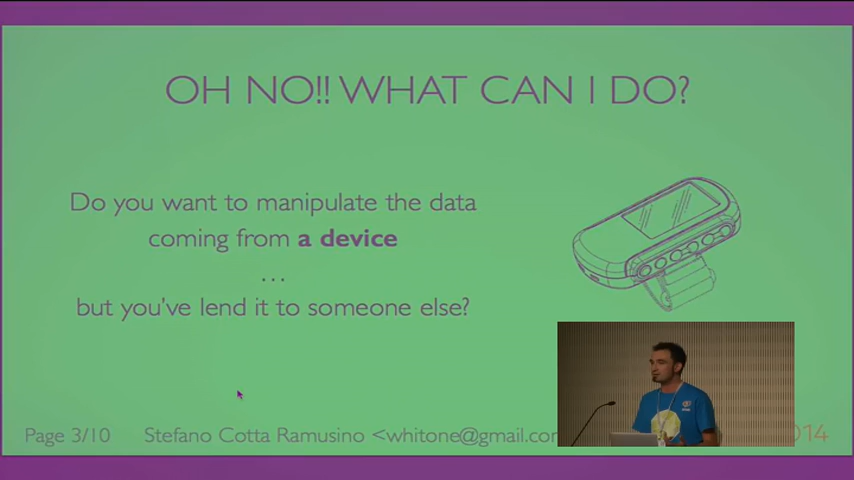 OH NO!! WHAT CAN I DO?
Do you want to manipulate the data
coming from a device
...
but you've lend it to someone else?
Page 3/10 Stefano Cotta Ramusino <whitone@gmail.com